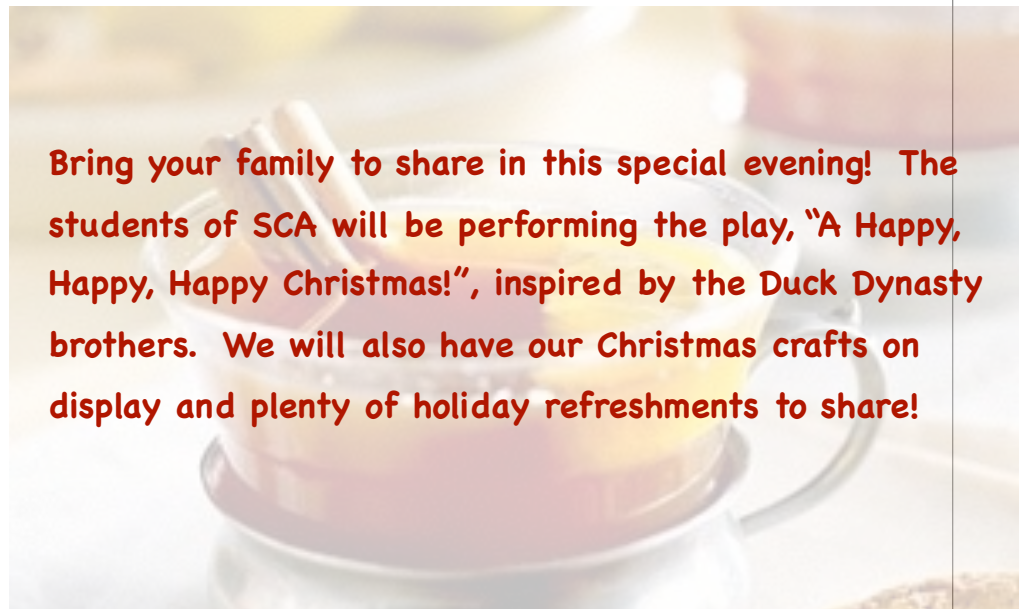 Bring your family to share in this special evening!  The
students of SCA will be performing the play, “A Happy,
Happy, Happy Christmas!”, inspired by the Duck Dynasty
brothers.  We will also have our Christmas crafts on
display and plenty of holiday refreshments to share!